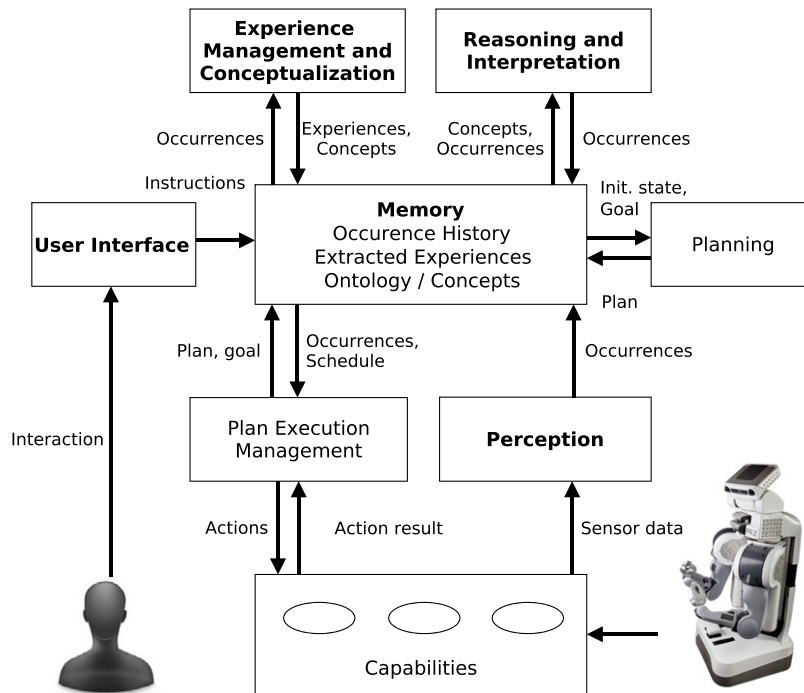 Experience
Management and
Conceptualization
Reasoning and
Interpretation
Occurrences
Experiences,
Concepts
Concepts,
Occurrences
Occurrences
Instructions
Init. state,
Goal
User Interface
Memory
Occurence History
Extracted Experiences
Ontology / Concepts
Planning
Plan
Plan, goal
Occurrences,
Schedule
Occurrences
Interaction
Plan Execution
Management
Perception
Actions
Action result
Sensor data
PR2
Capabilities